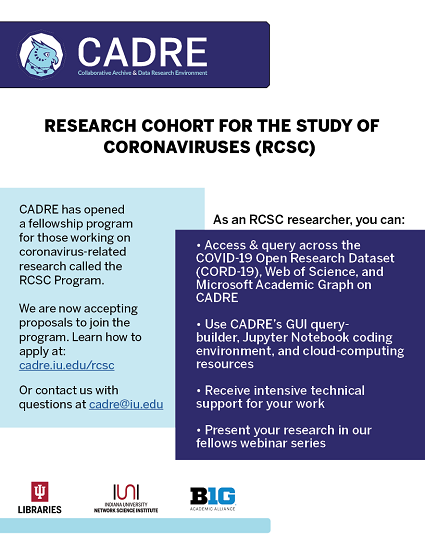 CADRE
Collaborative Archive & Data Research Environment
RESEARCH COHORT FOR THE STUDY OF
CORONAVIRUSES (RCSC)
CADRE has opened
a fellowship program
for those working on
coronavirus-related
research called the
RCSC Program.
We are now accepting
proposals to join the
program. Learn how to
apply at:
cadre.iu.edu/rcsc
Or contact us with
questions at cadre@iu.edu
As an RCSC researcher, you can:
• Access & query across the
COVID-19 Open Research Dataset
(CORD-19), Web of Science, and
Microsoft Academic Graph on
CADRE
• Use CADRE's GUI query-
builder, Jupyter Notebook coding
environment, and cloud-computing
resources
• Receive intensive technical
support for your work
• Present your research in our
fellows webinar series
LIBRARIES
IUNI
INDIANA UNIVERSITY
NETWORK SCIENCE INSTITUTE
B1G
ACADEMIC ALLIANCE